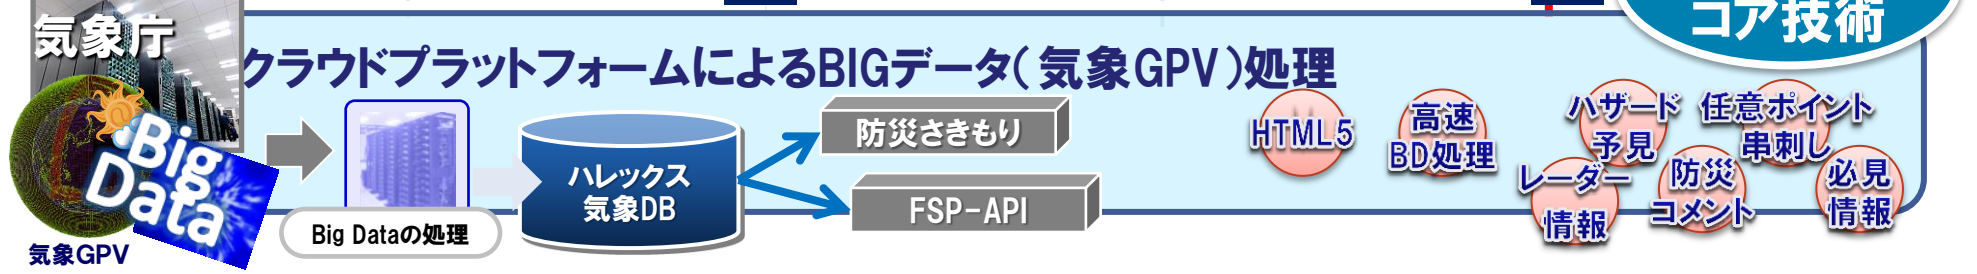 気象庁
コア技術
クラウドプラットフォームによるBIGデータ(気象GPV)処理
Big
Data
気象GPV
Big Dataの処理
ハレックス
気象DB
防災さきもり
FSP-API
HTML5
高速
BD処理
ハザード
予見
任意ポイント
串刺し
レーダー
情報
防災
コメント
必見
情報